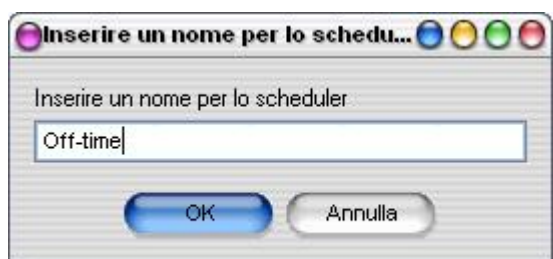 Inserire un nome per lo schedu...
Inserire un nome per lo scheduler
Off-time
OK Annulla